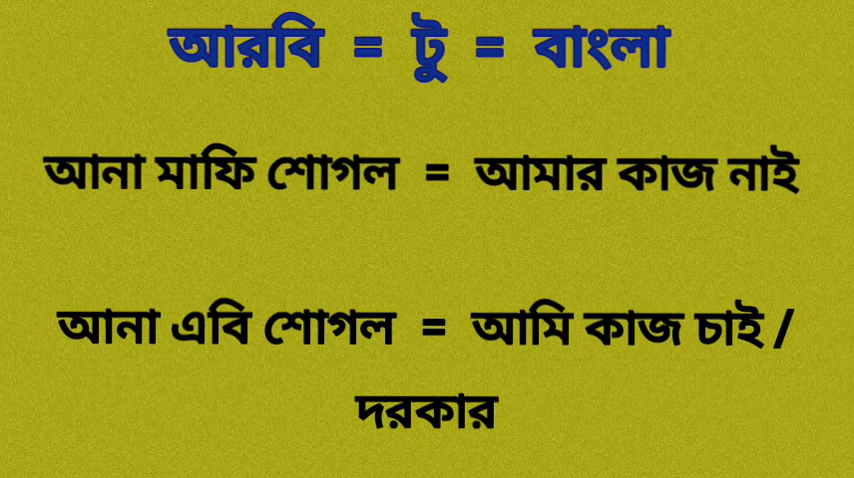 আরবি = টু = বাংলা
আনা মাফি শোগল = আমার কাজ নাই
আনা এবি শোগল = আমি কাজ চাই /
দরকার